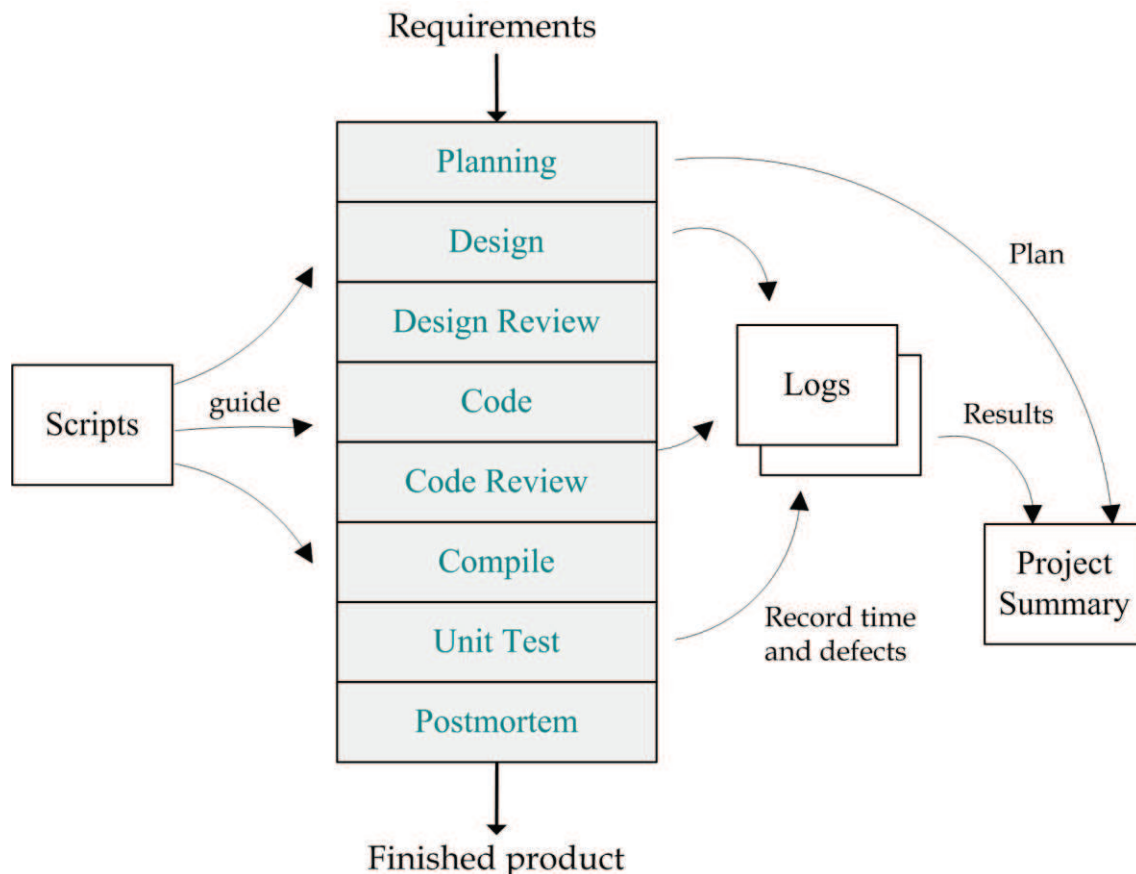 Requirements
Planning
Design
Plan
Design Review
Logs
guide
Code
Results
Scripts
Code Review
Compile
Project
Summary
Unit Test
Record time
and defects
Postmortem
Finished product